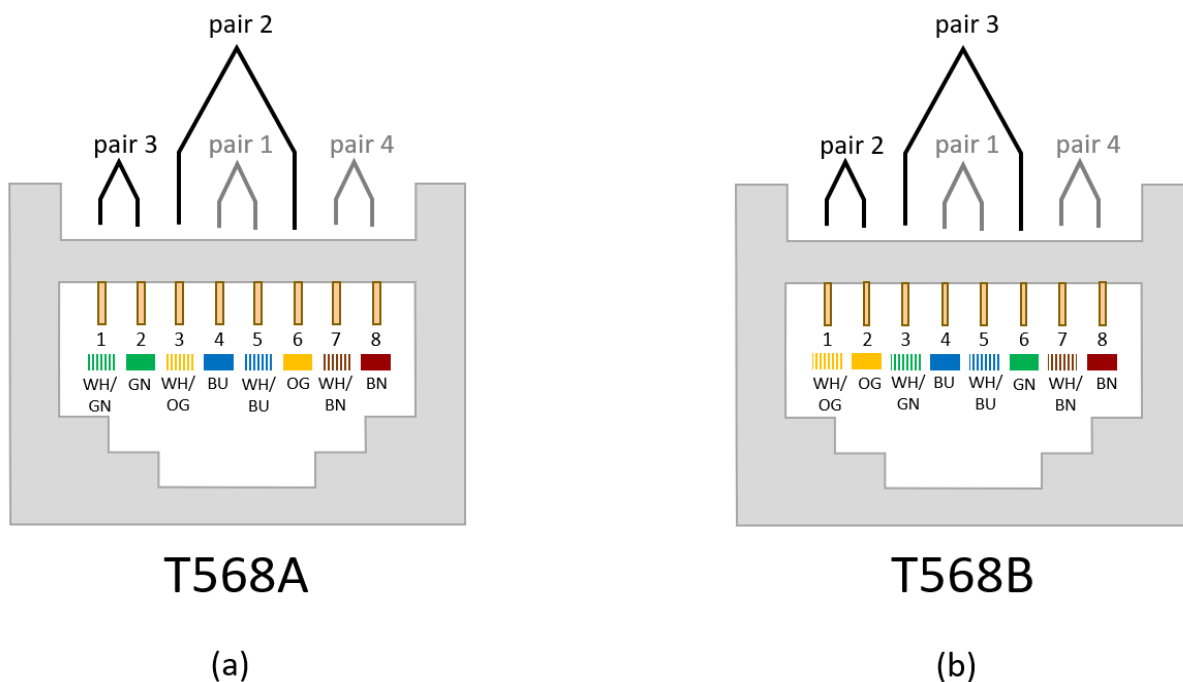 pair 2
pair 3
pair 3
pair 1
pair 4
pair 2
pair 1
pair 4
1 2 3 4 5 6 7 8
WH/ GN WH/ BU WH/ OG WH/ BN
GN OG BU BN
1 2 3 4 5 6 7 8
WH/ OG WH/ BU WH/ GN WH/ BN
OG GN BU BN
T568A
T568B
(a)
(b)